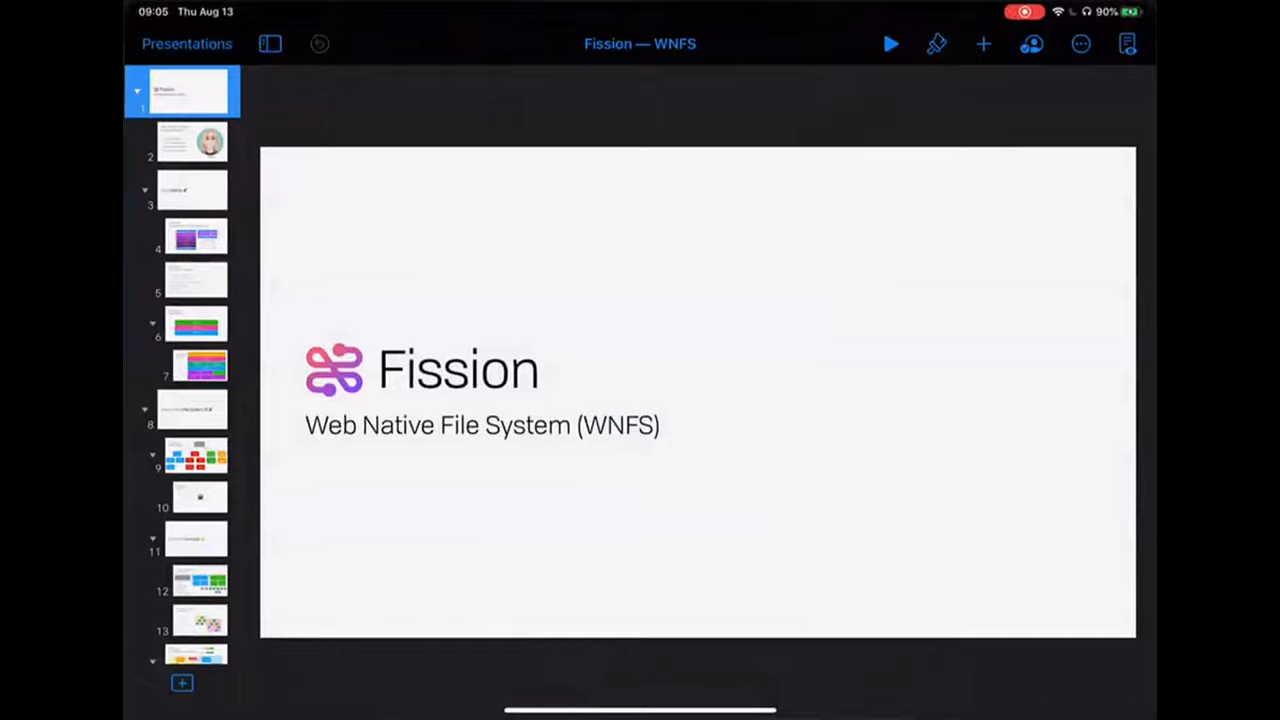 09:05 Thu Aug 13
90%
Presentations
Fission — WNFS
1
2
3
4
5
6
7
8
9
10
11
12
13
Fission
Web Native File System (WNFS)